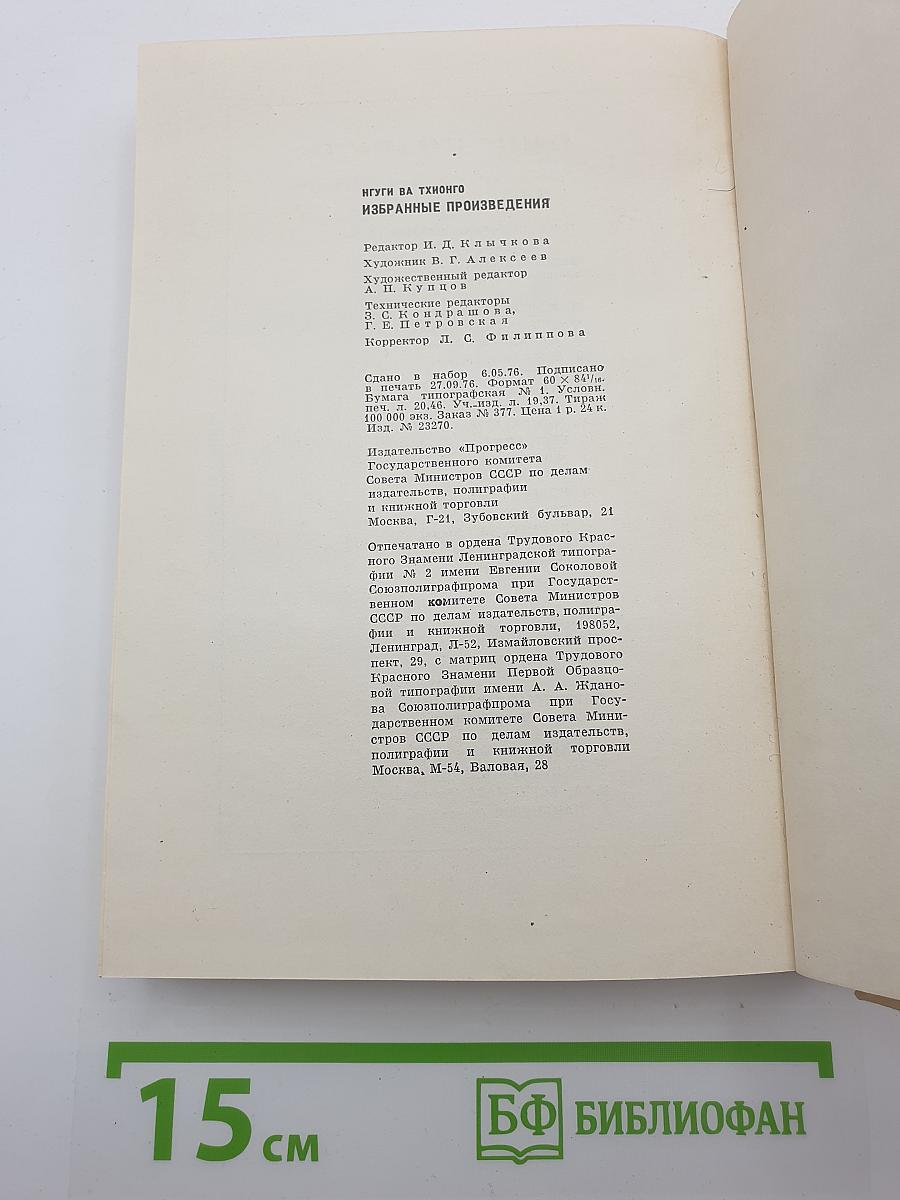 НГУГИ ВА ТХИОНГО
ИЗБРАННЫЕ ПРОИЗВЕДЕНИЯ
Редактор И. Д. Клычкова
Художник В. Г. Алексеев
Художественный редактор
А. П. Купцов
Технические редакторы
З. С. Кондрашова,
Г. Е. Петровская
Корректор Л. С. Филиппова
Сдано в набор 6.05.76. Подписано
в печать 27.09.76. Формат 60 × 84 1/16.
Бумага типографская № 1. Условн.
печ. л. 20,46. Уч.-изд. л. 19,37. Тираж
100 000 экз. Заказ № 377. Цена 1 р. 24 к.
Изд. № 23270.
Издательство «Прогресс»
Государственного комитета
Совета Министров СССР по делам
издательств, полиграфии
и книжной торговли
Москва, Г-21, Зубовский бульвар, 21
Отпечатано в ордена Трудового Крас-
ного Знамени Ленинградской типогра-
фии № 2 имени Евгении Соколовой
Союзполиграфпрома при Государст-
венном комитете Совета Министров
СССР по делам издательств, полигра-
фии и книжной торговли, 198052,
Ленинград, Л-52, Измайловский прос-
пект, 29, с матриц ордена Трудового
Красного Знамени Первой Образцо-
вой типографии имени А. А. Ждано-
ва Союзполиграфпрома при Госу-
дарственном комитете Совета Мини-
стров СССР по делам издательств,
полиграфии и книжной торговли
Москва, М-54, Валовая, 28
15 см
БФ БИБЛИОФАН